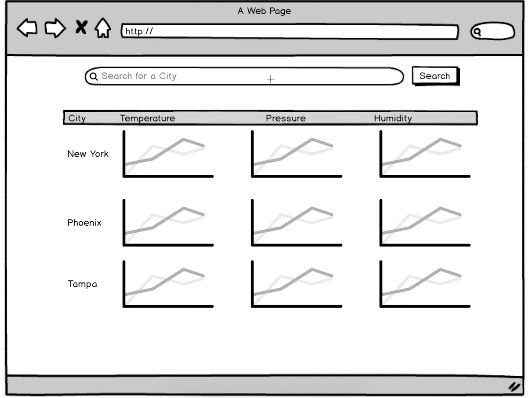 A Web Page
http://
Search for a City
Search
City Temperature Pressure Humidity
New York
Phoenix
Tampa